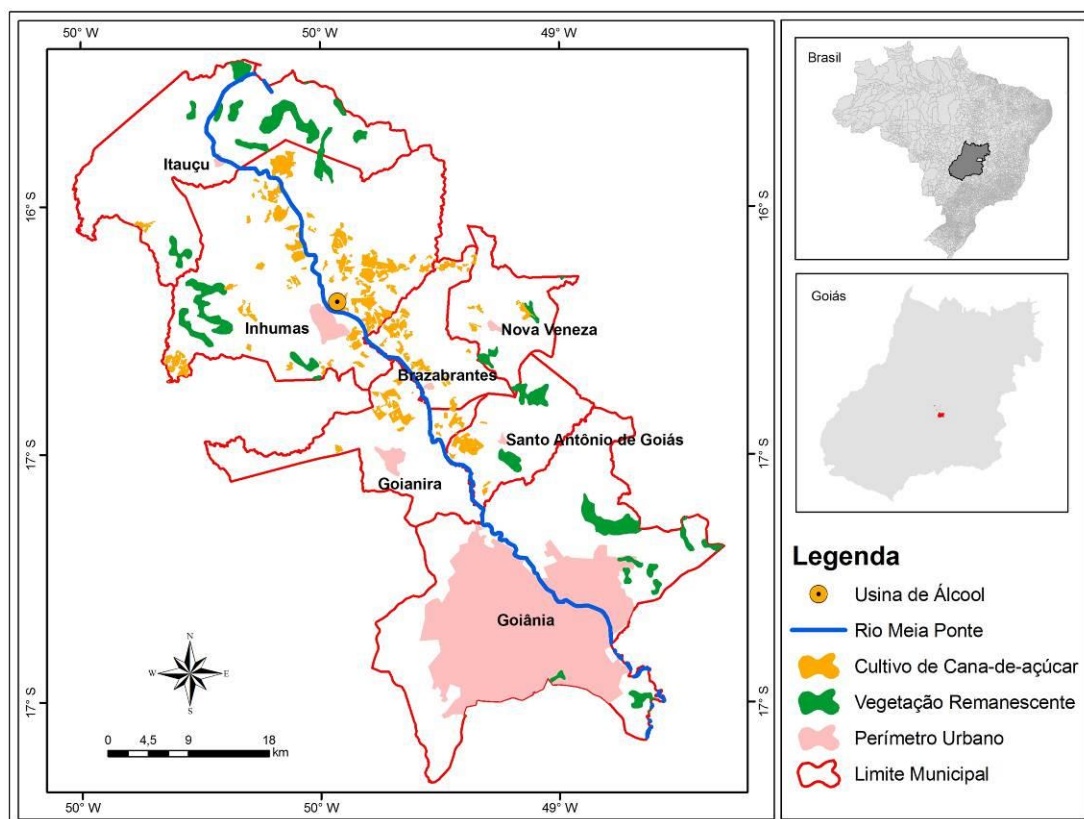 50° W
50° W
49° W
Brasil
Itauçu
16° S
16° S
Goiás
Inhumas
Nova Veneza
Brazabrantes
Santo Antônio de Goiás
17° S
17° S
Goianira
Legenda
Usina de Álcool
Goiânia
Rio Meia Ponte
N
W
E
S
Cultivo de Cana-de-açúcar
Vegetação Remanescente
17° S
17° S
0 4,5 9 18
km
Perímetro Urbano
Limite Municipal
50° W
50° W
49° W